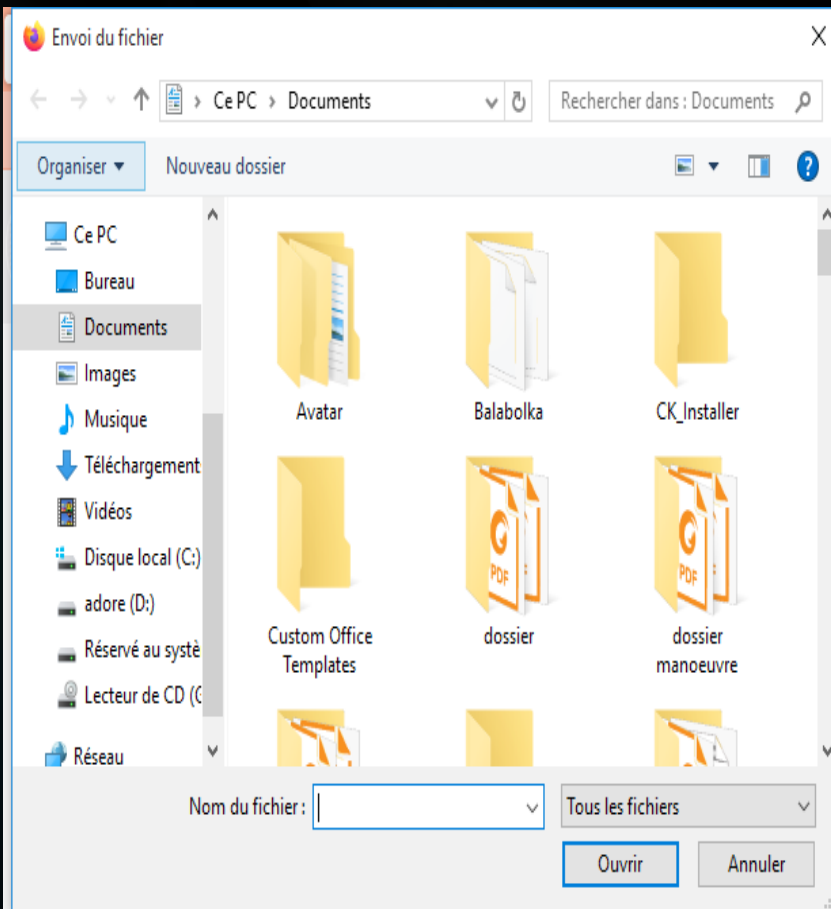 Envoi du fichier
Ce PC > Documents
Rechercher dans : Documents
Organiser
Nouveau dossier
Ce PC
Bureau
Documents
Images
Musique
Téléchargement
Vidéos
Disque local (C:)
adore (D:)
Réservé au systè
Lecteur de CD (G
Réseau
Avatar
Balabolka
CK_Installer
Custom Office
Templates
PDF
dossier
PDF
dossier
manoeuvre
Nom du fichier :
Tous les fichiers
Ouvrir
Annuler